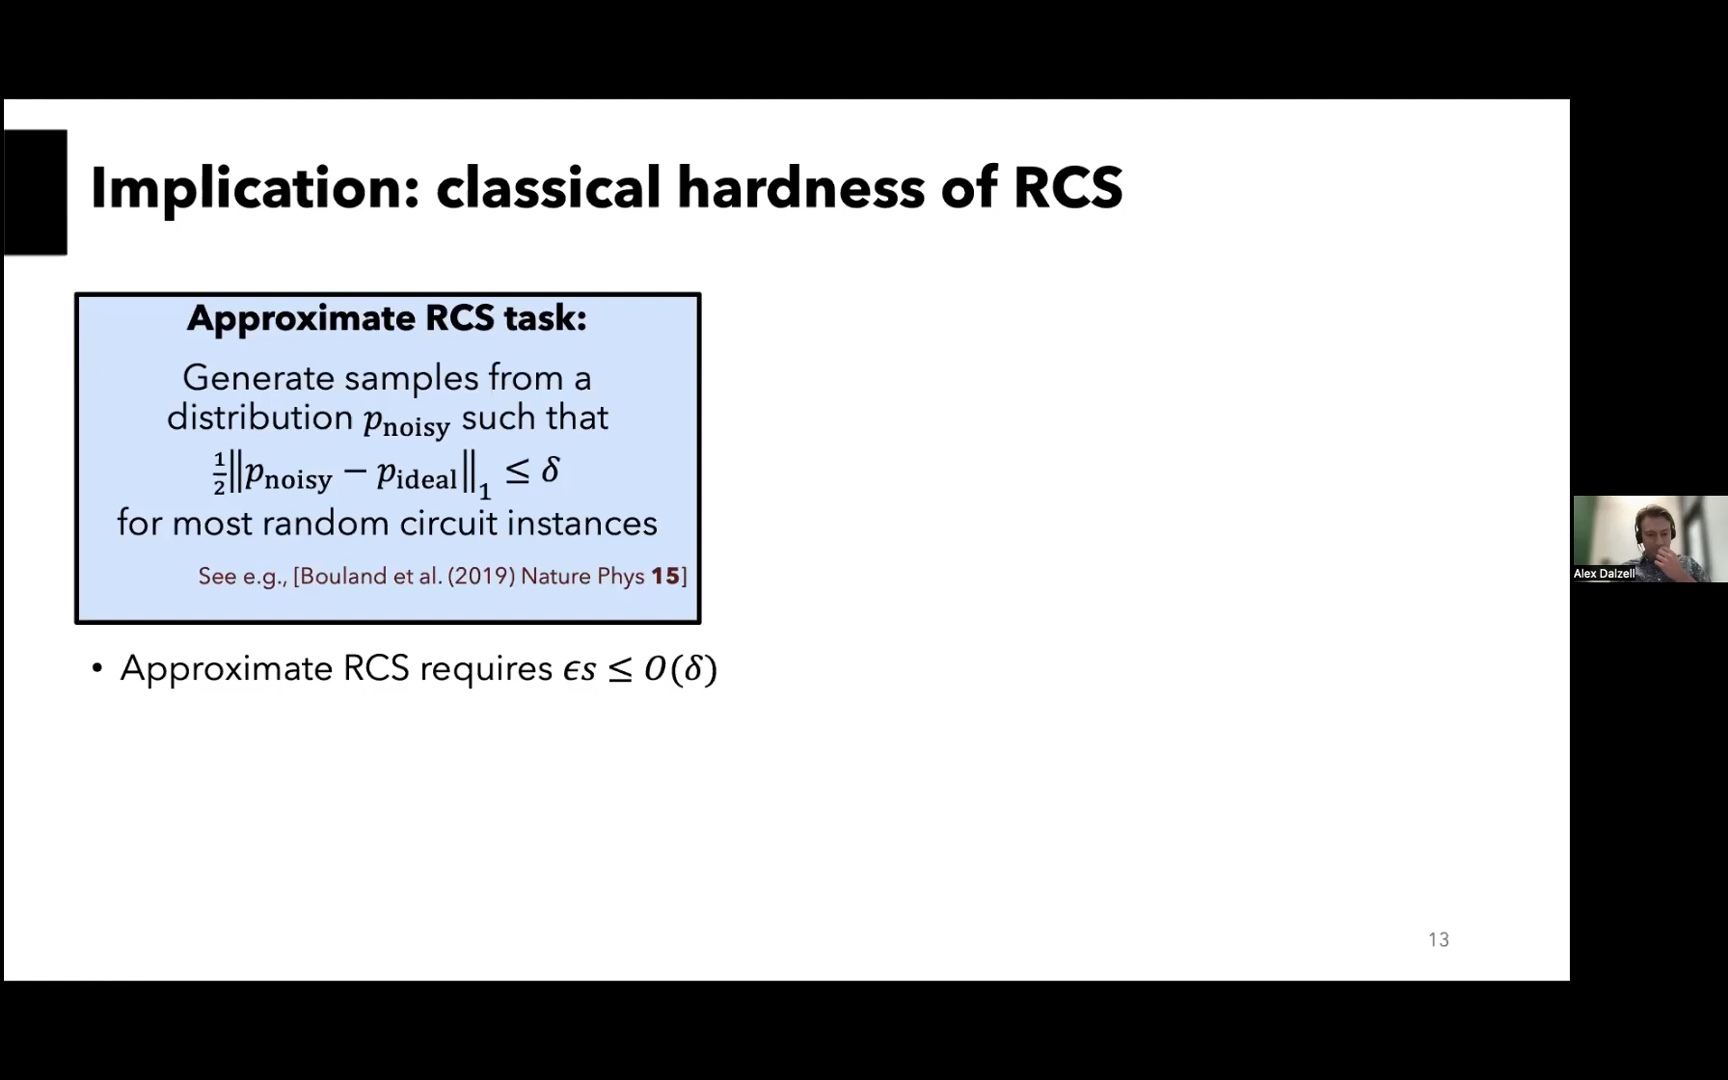 Implication: classical hardness of RCS
Approximate RCS task:
Generate samples from a
distribution p_noisy such that
½‖p_noisy − p_ideal‖₁ ≤ δ
for most random circuit instances
See e.g., [Bouland et al. (2019) Nature Phys 15]
• Approximate RCS requires ϵs ≤ O(δ)
Alex Dalzell
13